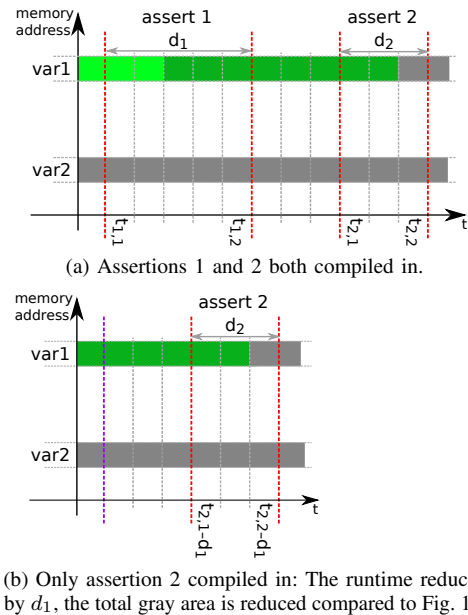 memory
address
assert 1
assert 2
d1
d2
var1
var2
t
t1,1
t1,2
t2,1
t2,2
(a) Assertions 1 and 2 both compiled in.
memory
address
assert 2
d2
var1
var2
t
t2,1-d1
t2,2-d1
(b) Only assertion 2 compiled in: The runtime reduc
by d1, the total gray area is reduced compared to Fig. 1